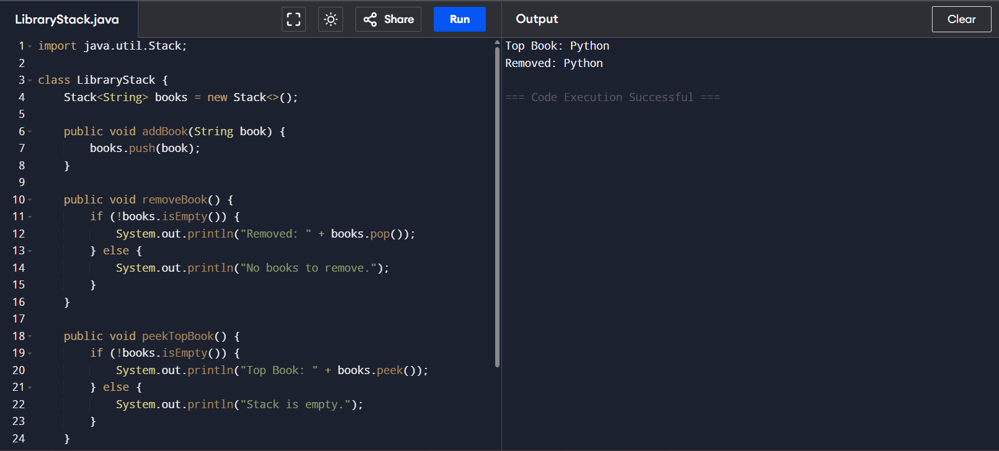 LibraryStack.java
Share
Run
Output
Clear
1 import java.util.Stack;
2
3 class LibraryStack {
4     Stack<String> books = new Stack<>();
5
6     public void addBook(String book) {
7         books.push(book);
8     }
9
10     public void removeBook() {
11         if (!books.isEmpty()) {
12             System.out.println("Removed: " + books.pop());
13         } else {
14             System.out.println("No books to remove.");
15         }
16     }
17
18     public void peekTopBook() {
19         if (!books.isEmpty()) {
20             System.out.println("Top Book: " + books.peek());
21         } else {
22             System.out.println("Stack is empty.");
23         }
24     }
Top Book: Python
Removed: Python
=== Code Execution Successful ===